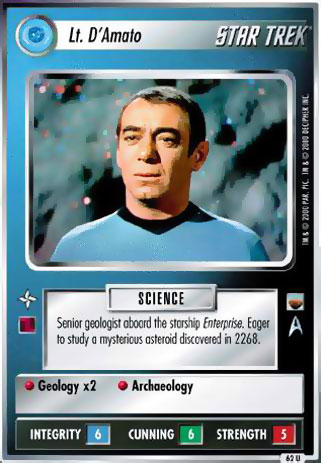 Lt. D'Amato
STAR TREK
TM & © 2000 PAR. PIC. TM & © 2000 DECIPHER INC.
SCIENCE
Senior geologist aboard the starship Enterprise. Eager
to study a mysterious asteroid discovered in 2268.
Geology x2 Archaeology
INTEGRITY 6 CUNNING 6 STRENGTH 5
62 U